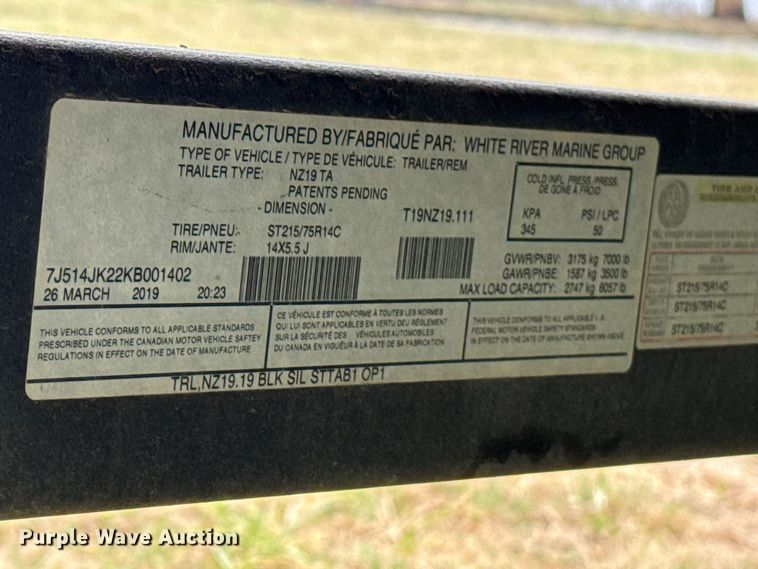 MANUFACTURED BY/FABRIQUÉ PAR: WHITE RIVER MARINE GROUP
TYPE OF VEHICLE / TYPE DE VÉHICULE: TRAILER/REM
TRAILER TYPE: NZ19 TA
PATENTS PENDING
- DIMENSION -
T19NZ19.111
TIRE/PNEU: ST215/75R14C
RIM/JANTE: 14X5.5 J
COLD INFL. PRESS./PRESS.
DE GONE À FROID
KPA PSI / LPC
345 50
7J514JK22KB001402
26 MARCH 2019 20:23
GVWR/PNBV: 3175 kg 7000 lb
GAWR/PNBE: 1587 kg 3500 lb
MAX LOAD CAPACITY: 2747 kg 6057 lb
THIS VEHICLE CONFORMS TO ALL APPLICABLE STANDARDS
PRESCRIBED UNDER THE CANADIAN MOTOR VEHICLE SAFTEY
REGULATIONS IN EFFECT ON THE DATE OF MANUFACTURE
CE VÉHICULE EST CONFORME À TOUTES LES NORMES
QUI LUI SONT APPLICABLES EN VERTU DEU RÈGLEMENT
SUR LA SÉCURITÉ DES VÉHICULES AUTOMOBILES
DU CANADA EN VIGUEUR À LA DATE DE SA FABRICATION
THIS VEHICLE CONFORMS TO ALL APPLICABLE U.S.
FEDERAL MOTOR VEHICLE SAFETY STANDARDS
IN EFFECT ON THE DATE OF MANUFACTURE SHOWN ABOVE
TRL,NZ19.19 BLK SIL STTAB1 OP1
TIRE AND
ST215/75R14C
ST215/75R14C
ST215/75R14C
Purple Wave Auction